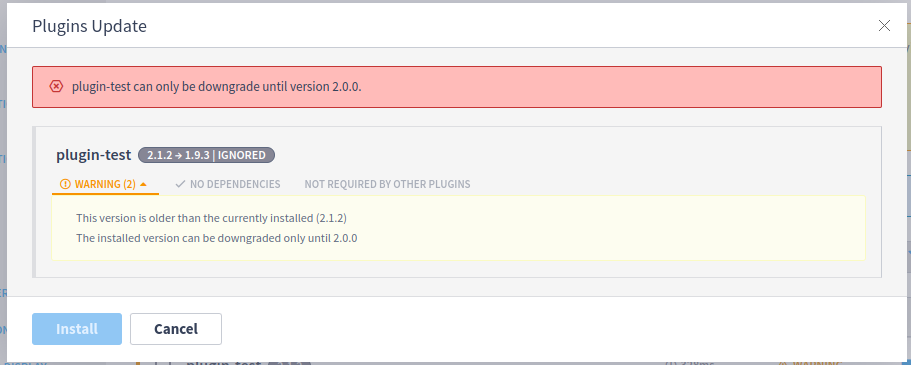 Plugins Update
plugin-test can only be downgrade until version 2.0.0.
plugin-test 2.1.2 → 1.9.3 | IGNORED
WARNING (2) NO DEPENDENCIES NOT REQUIRED BY OTHER PLUGINS
This version is older than the currently installed (2.1.2)
The installed version can be downgraded only until 2.0.0
Install Cancel